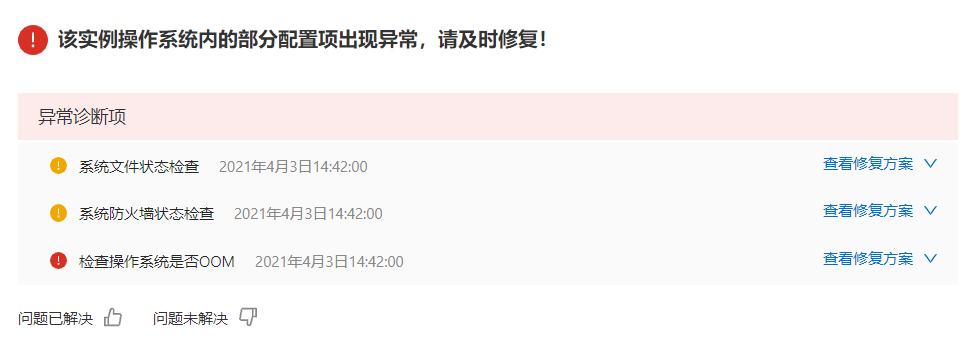 该实例操作系统内的部分配置项出现异常，请及时修复！
异常诊断项
系统文件状态检查 2021年4月3日14:42:00 查看修复方案
系统防火墙状态检查 2021年4月3日14:42:00 查看修复方案
检查操作系统是否OOM 2021年4月3日14:42:00 查看修复方案
问题已解决 问题未解决